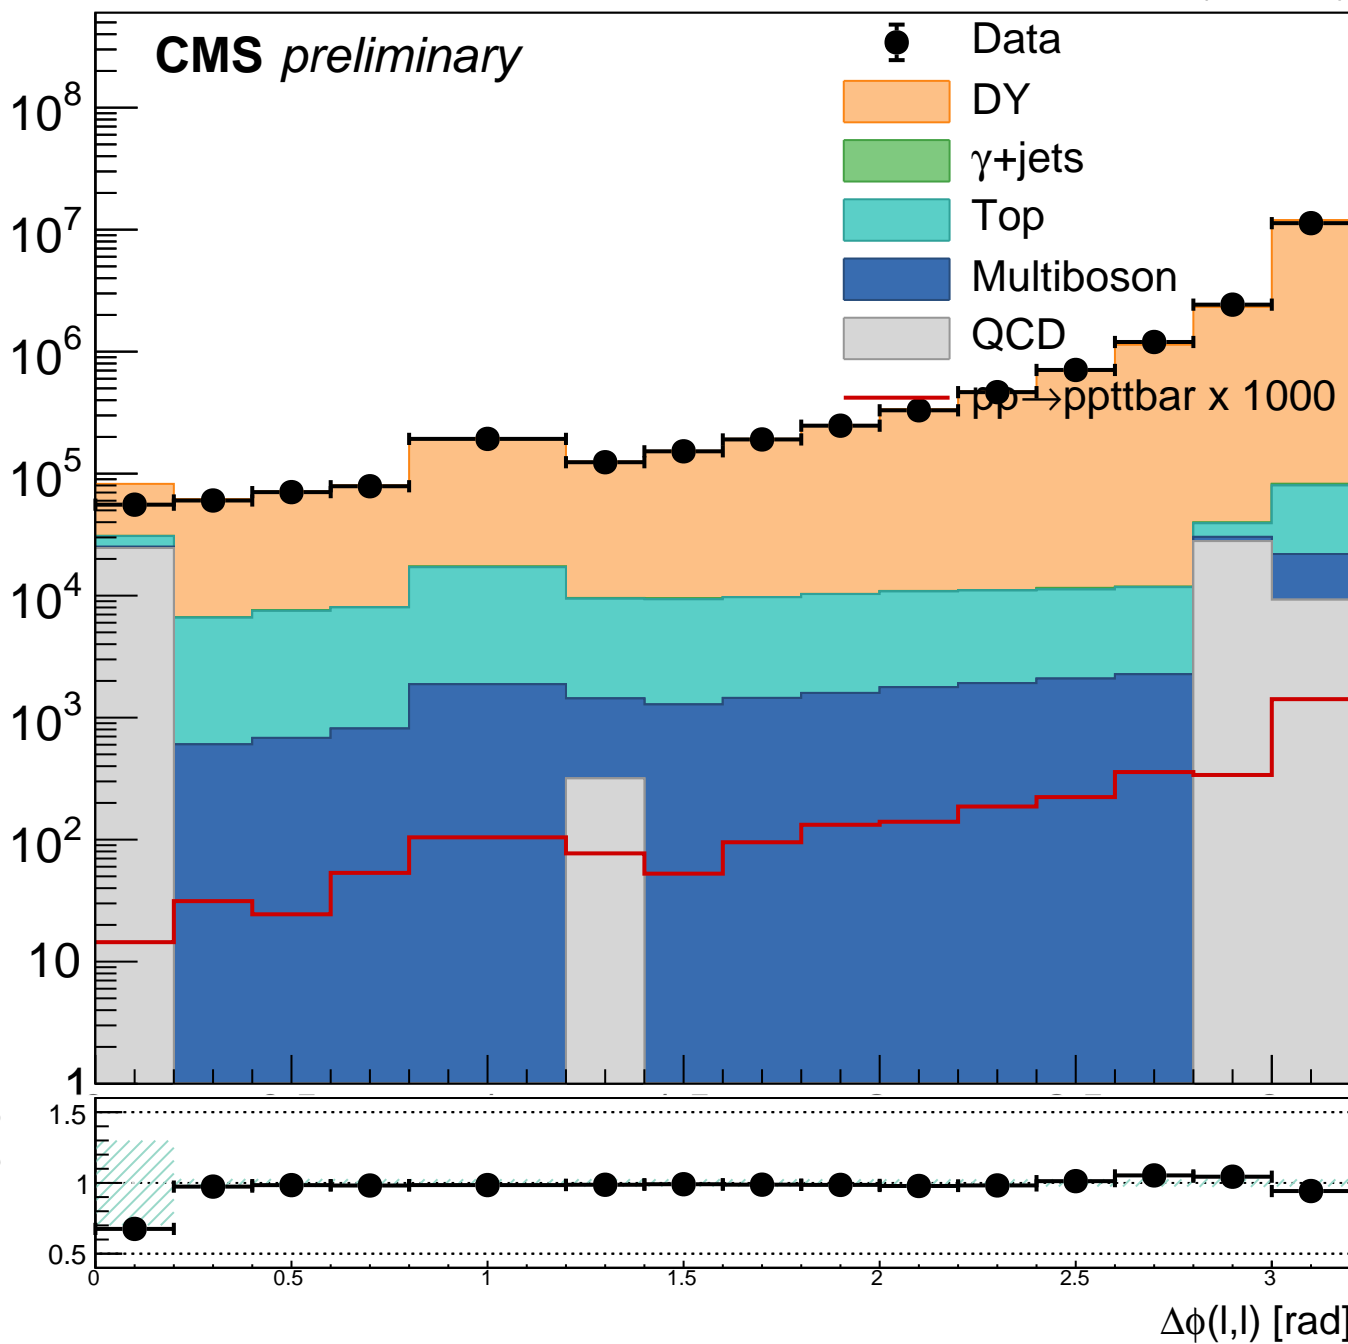 CMS preliminary
Data
DY
γ+jets
Top
Multiboson
QCD
pp→ppttbar x 1000
10^8
10^7
10^6
10^5
10^4
10^3
10^2
10
1
1.5
1
0.5
0 0.5 1 1.5 2 2.5 3
Δϕ(l,l) [rad]